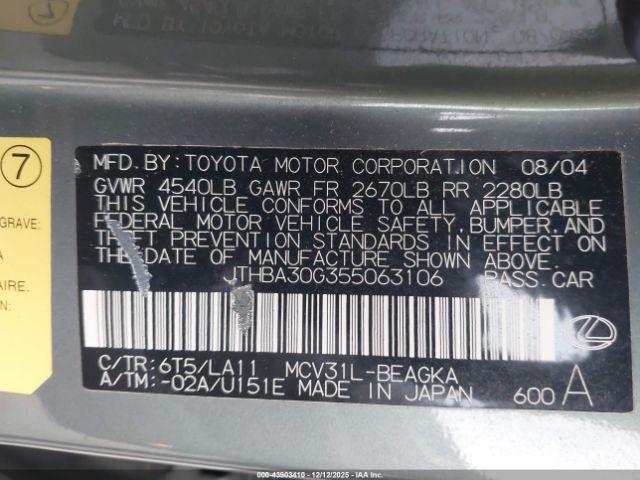 7
GRAVE:
A
AIRE.
N
MFD. BY: TOYOTA MOTOR CORPORATION 08/04
GVWR 4540LB GAWR FR 2670LB RR 2280LB
THIS VEHICLE CONFORMS TO ALL APPLICABLE
FEDERAL MOTOR VEHICLE SAFETY, BUMPER, AND
THEFT PREVENTION STANDARDS IN EFFECT ON
THE DATE OF MANUFACTURE SHOWN ABOVE.
JTHBA30G355063106 PASS. CAR
C/TR: 6T5/LA11 MCV31L-BEAGKA
A/TM: -02A/U151E MADE IN JAPAN 600 A
000-43903410 - 12/12/2025 - IAAI.COM